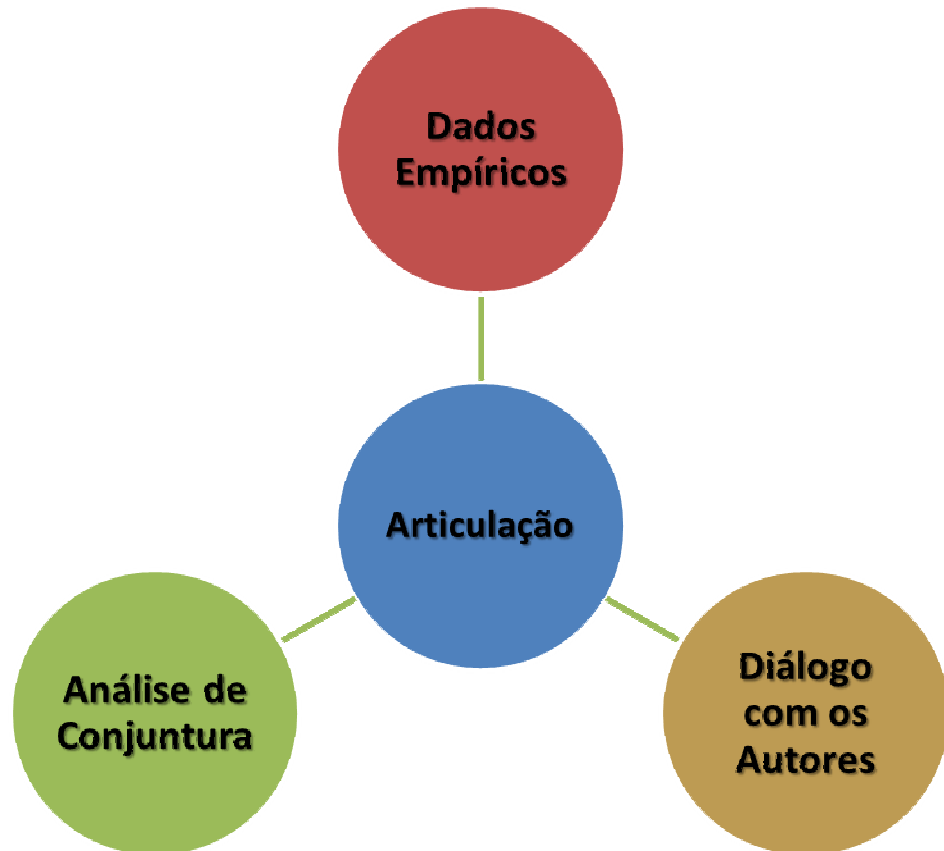 Dados
Empíricos
Articulação
Análise de
Conjuntura
Diálogo
com os
Autores